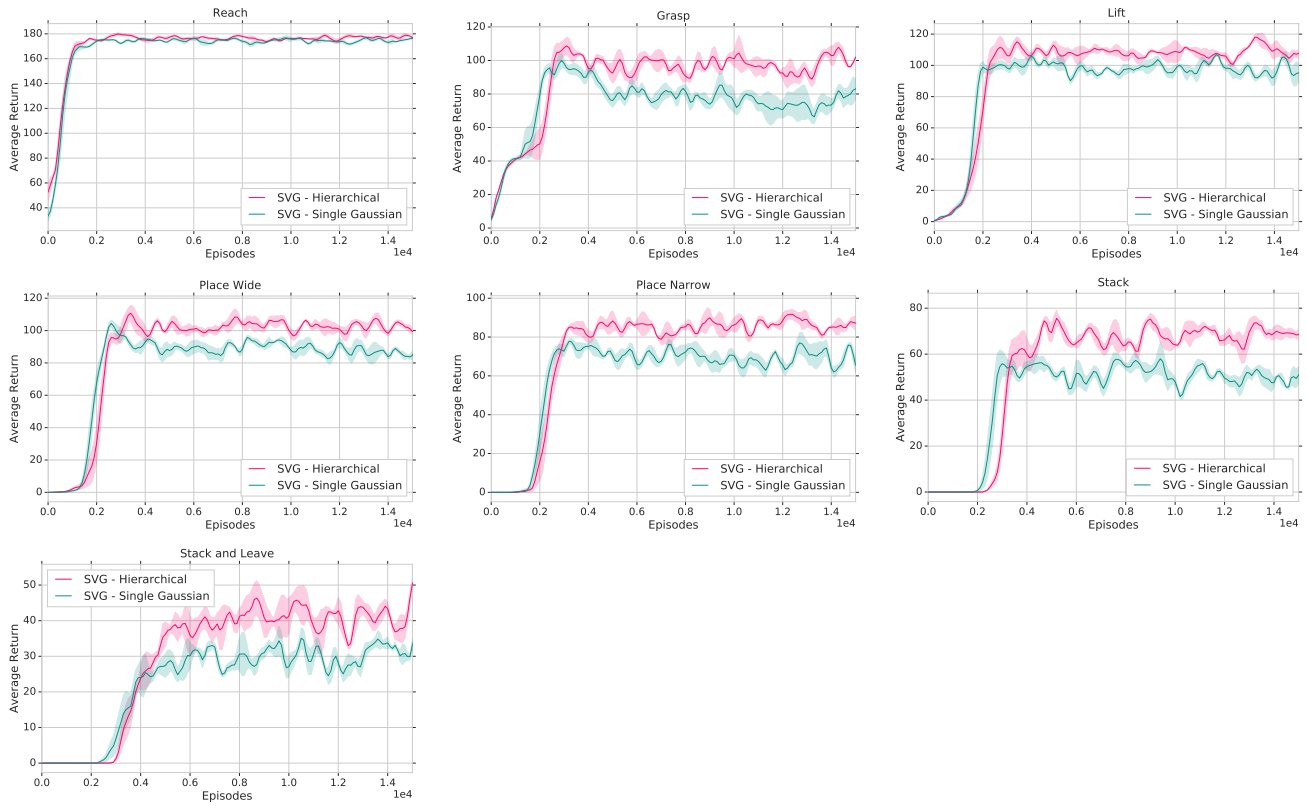 Reach
Average Return
180
160
140
120
100
80
60
40
SVG - Hierarchical
SVG - Single Gaussian
0.0 0.2 0.4 0.6 0.8 1.0 1.2 1.4
Episodes
1e4
Grasp
Average Return
120
100
80
60
40
20
0
SVG - Hierarchical
SVG - Single Gaussian
0.0 0.2 0.4 0.6 0.8 1.0 1.2 1.4
Episodes
1e4
Lift
Average Return
120
100
80
60
40
20
0
SVG - Hierarchical
SVG - Single Gaussian
0.0 0.2 0.4 0.6 0.8 1.0 1.2 1.4
Episodes
1e4
Place Wide
Average Return
120
100
80
60
40
20
0
SVG - Hierarchical
SVG - Single Gaussian
0.0 0.2 0.4 0.6 0.8 1.0 1.2 1.4
Episodes
1e4
Place Narrow
Average Return
100
80
60
40
20
0
SVG - Hierarchical
SVG - Single Gaussian
0.0 0.2 0.4 0.6 0.8 1.0 1.2 1.4
Episodes
1e4
Stack
Average Return
80
60
40
20
0
SVG - Hierarchical
SVG - Single Gaussian
0.0 0.2 0.4 0.6 0.8 1.0 1.2 1.4
Episodes
1e4
Stack and Leave
Average Return
50
40
30
20
10
0
SVG - Hierarchical
SVG - Single Gaussian
0.0 0.2 0.4 0.6 0.8 1.0 1.2 1.4
Episodes
1e4